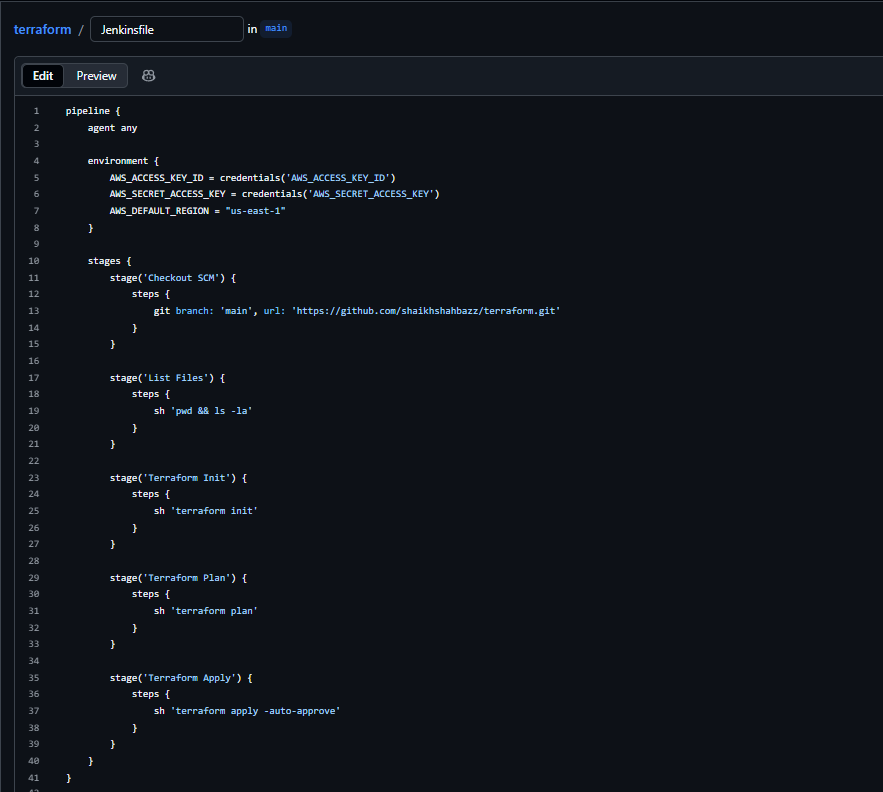 terraform / Jenkinsfile in main
Edit Preview
1 pipeline {
2 agent any
3
4 environment {
5 AWS_ACCESS_KEY_ID = credentials('AWS_ACCESS_KEY_ID')
6 AWS_SECRET_ACCESS_KEY = credentials('AWS_SECRET_ACCESS_KEY')
7 AWS_DEFAULT_REGION = "us-east-1"
8 }
9
10 stages {
11 stage('Checkout SCM') {
12 steps {
13 git branch: 'main', url: 'https://github.com/shaikhshahbazz/terraform.git'
14 }
15 }
16
17 stage('List Files') {
18 steps {
19 sh 'pwd && ls -la'
20 }
21 }
22
23 stage('Terraform Init') {
24 steps {
25 sh 'terraform init'
26 }
27 }
28
29 stage('Terraform Plan') {
30 steps {
31 sh 'terraform plan'
32 }
33 }
34
35 stage('Terraform Apply') {
36 steps {
37 sh 'terraform apply -auto-approve'
38 }
39 }
40 }
41 }